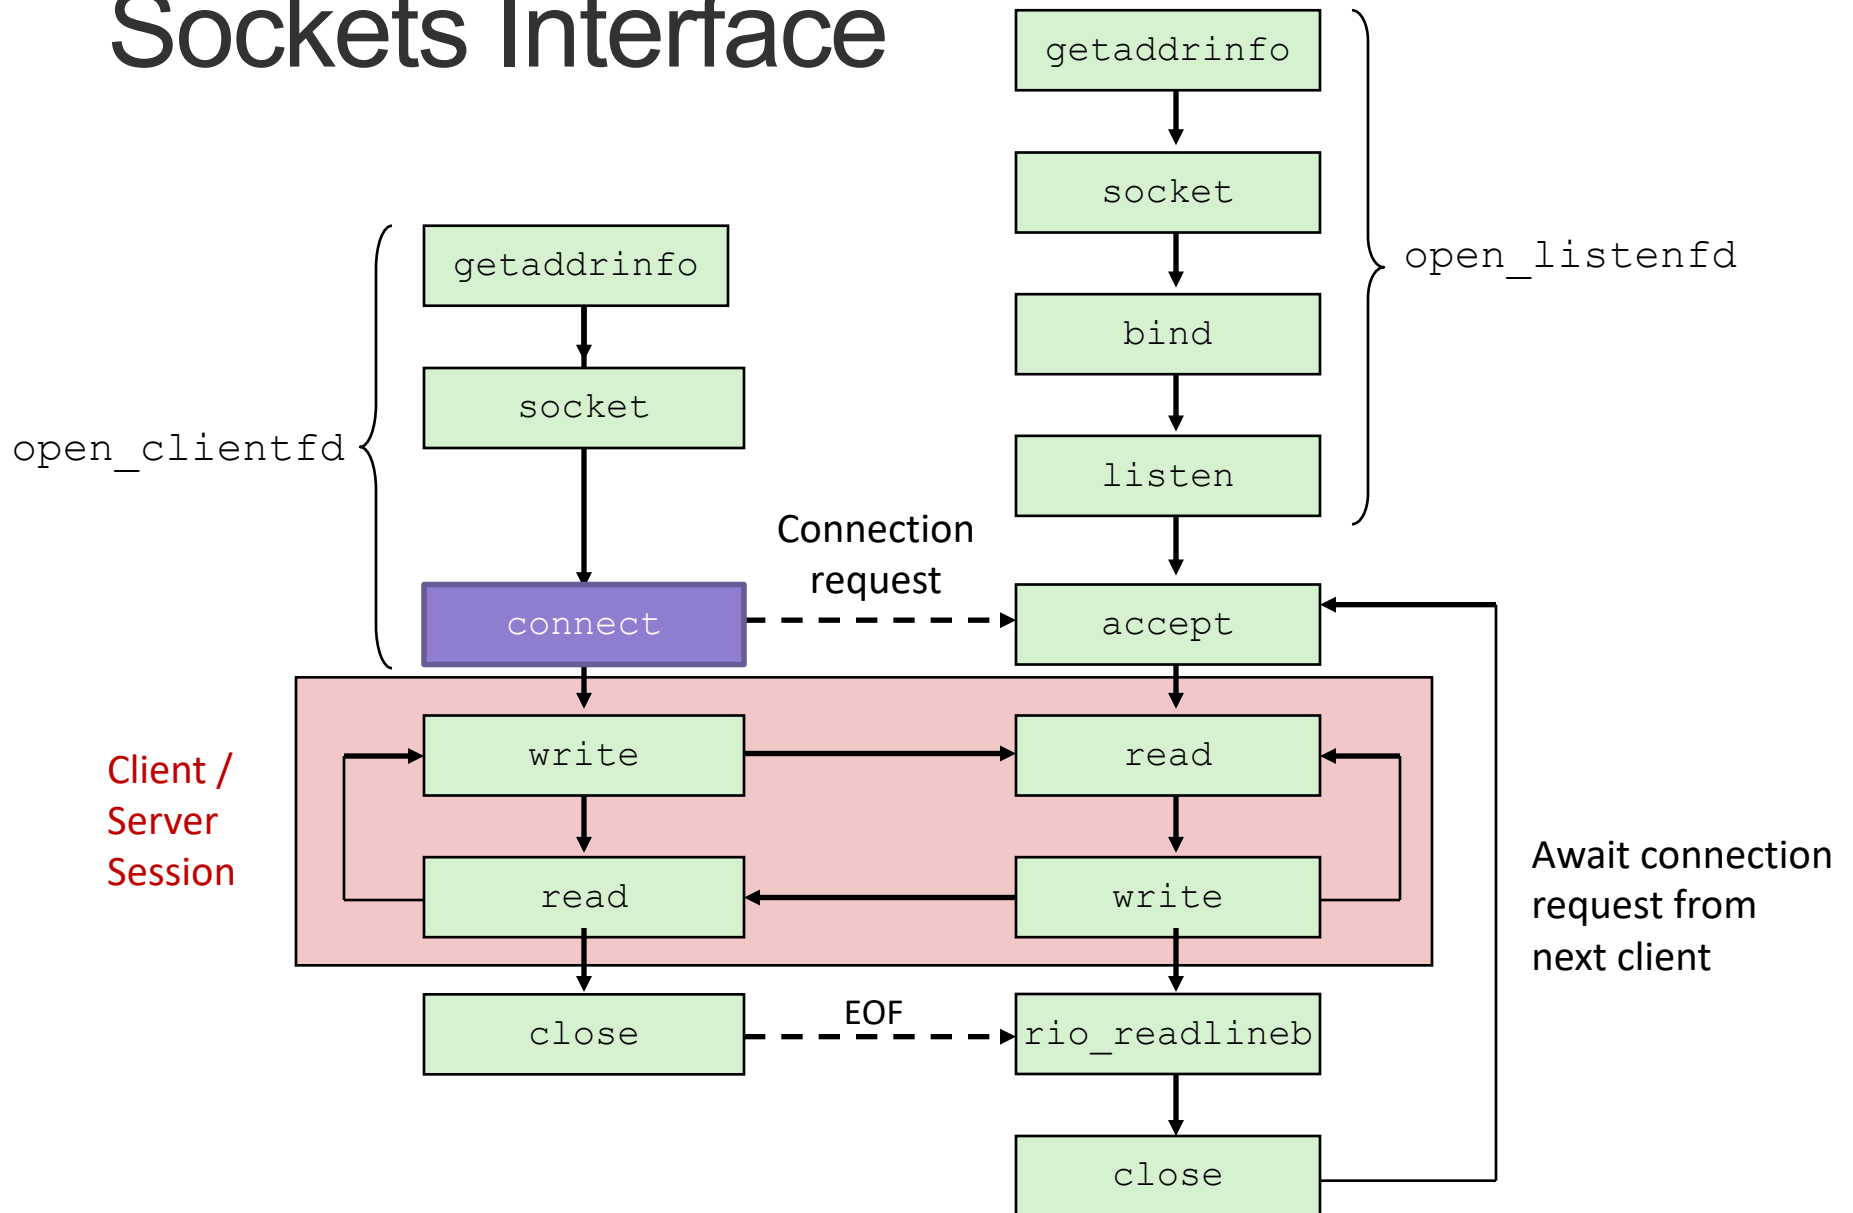 Sockets Interface
getaddrinfo
socket
bind
listen
open_listenfd
getaddrinfo
socket
open_clientfd
connect
Connection
request
accept
Client /
Server
Session
write
read
read
write
Await connection
request from
next client
close
EOF
rio_readlineb
close